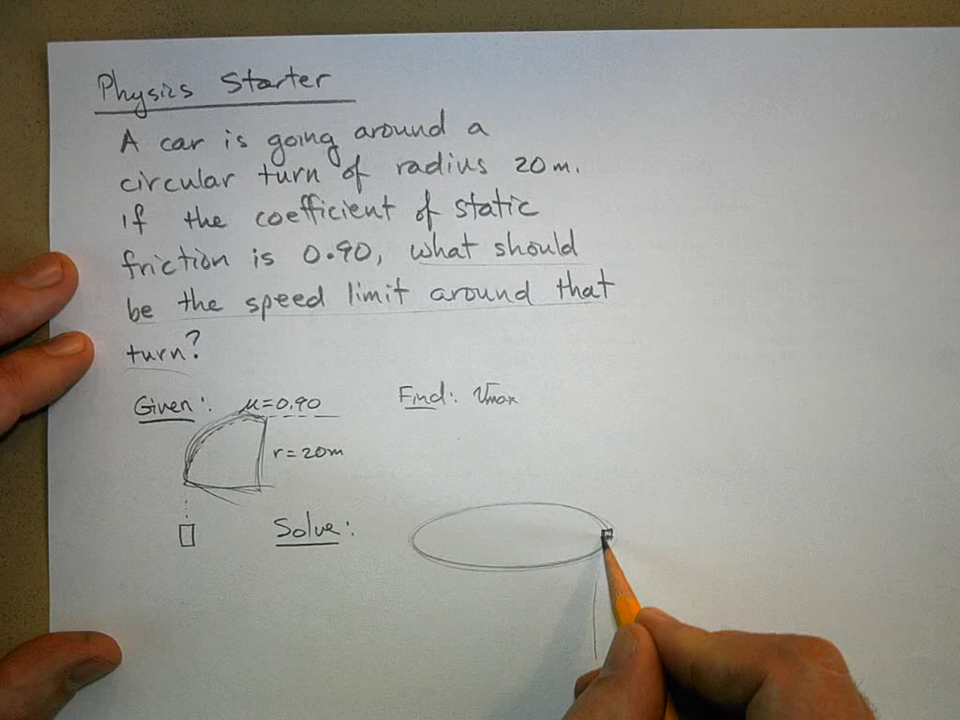 Physics Starter
A car is going around a
circular turn of radius 20m.
If the coefficient of static
friction is 0.90, what should
be the speed limit around that
turn?
Given: μ=0.90 Find: Vmax
r=20m
Solve: